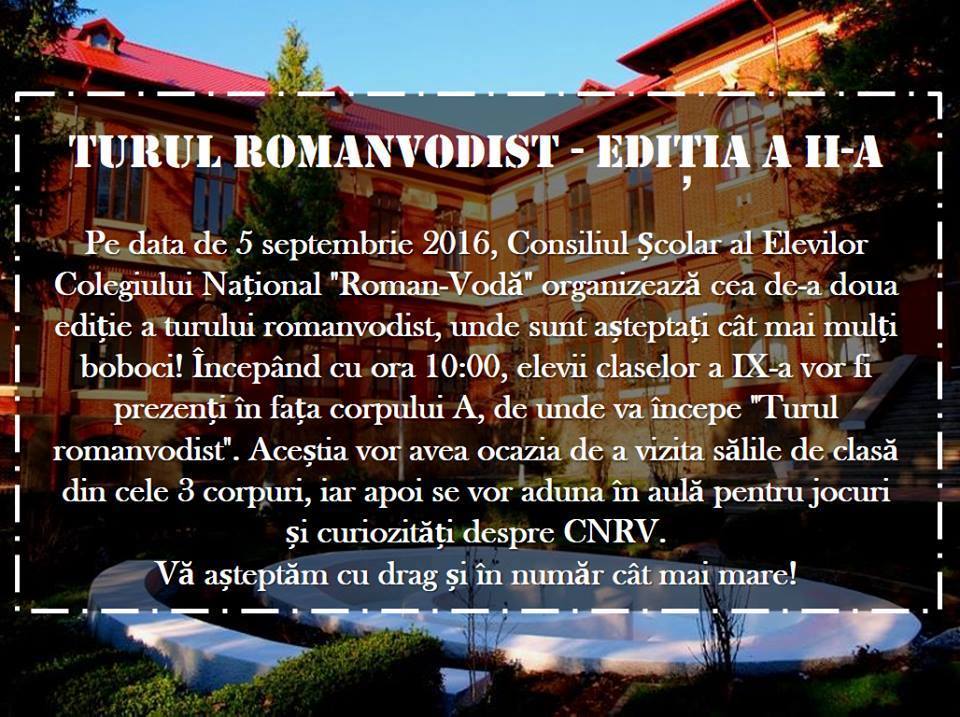 TURUL ROMANVODIST - EDIȚIA A II-A
Pe data de 5 septembrie 2016, Consiliul Școlar al Elevilor
Colegiului Național "Roman-Vodă" organizează cea de-a doua
ediție a turului romanvodist, unde sunt așteptați cât mai mulți
boboci! Începând cu ora 10:00, elevii claselor a IX-a vor fi
prezenți în fața corpului A, de unde va începe "Turul
romanvodist". Aceștia vor avea ocazia de a vizita sălile de clasă
din cele 3 corpuri, iar apoi se vor aduna în aulă pentru jocuri
și curiozități despre CNRV.
Vă așteptăm cu drag și în număr cât mai mare!